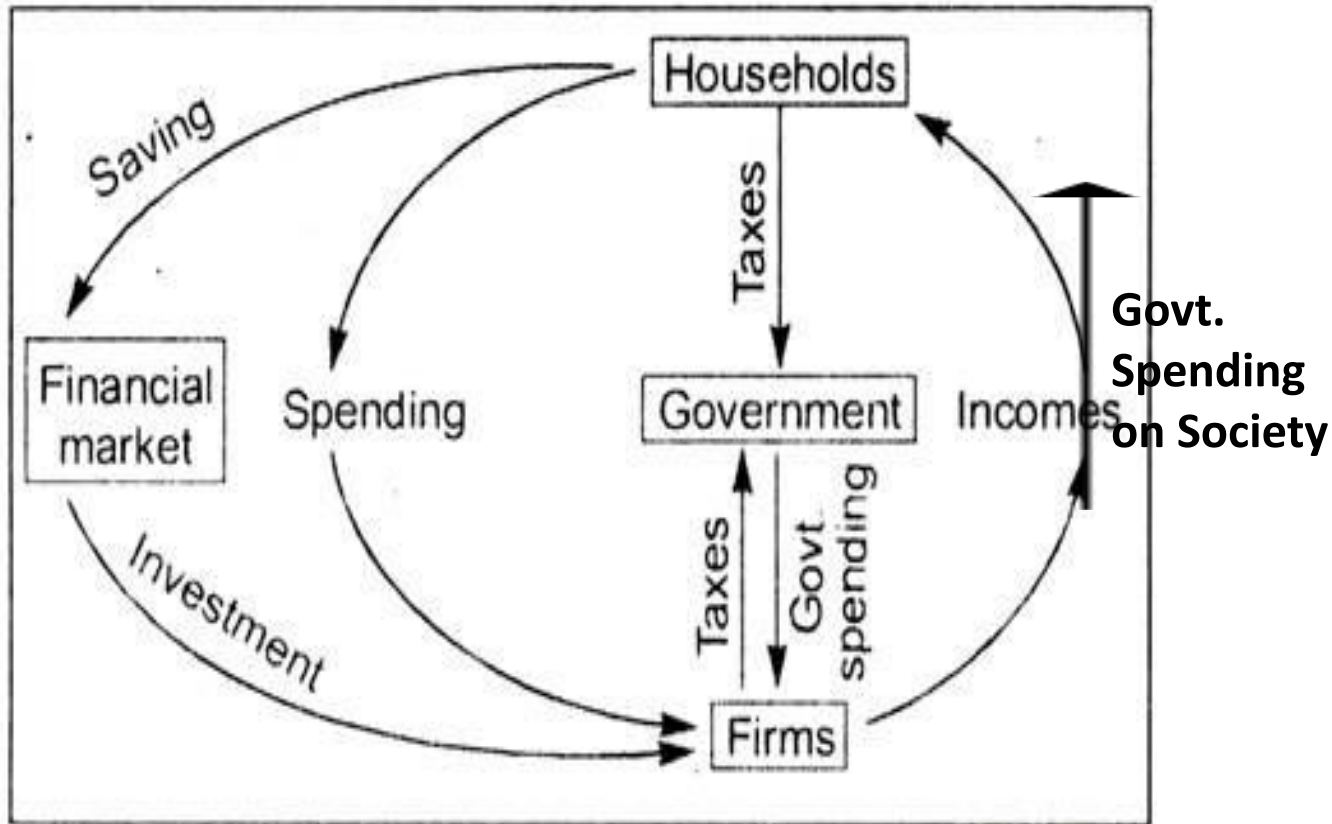 Households
Saving
Taxes
Govt.
Spending
on Society
Financial
market
Spending
Government
Incomes
Investment
Taxes
Govt.
spending
Firms